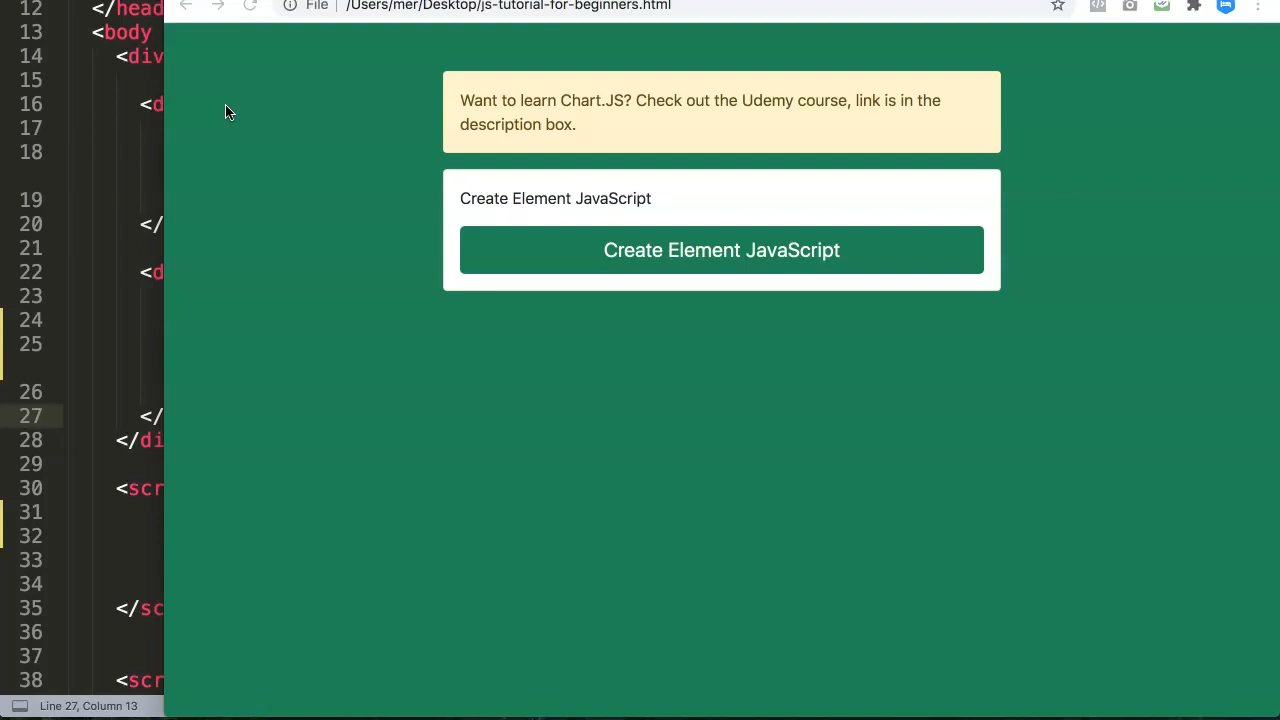 12 </head
File /Users/mer/Desktop/js-tutorial-for-beginners.html
13 <body
14 <div
15
16 <d
17
18
19
20 </
21
22 <d
23
24
25
26
27 </
28 </di
29
30 <scr
31
32
33
34
35 </sc
36
37
38 <scr
Line 27, Column 13
Want to learn Chart.JS? Check out the Udemy course, link is in the
description box.
Create Element JavaScript
Create Element JavaScript